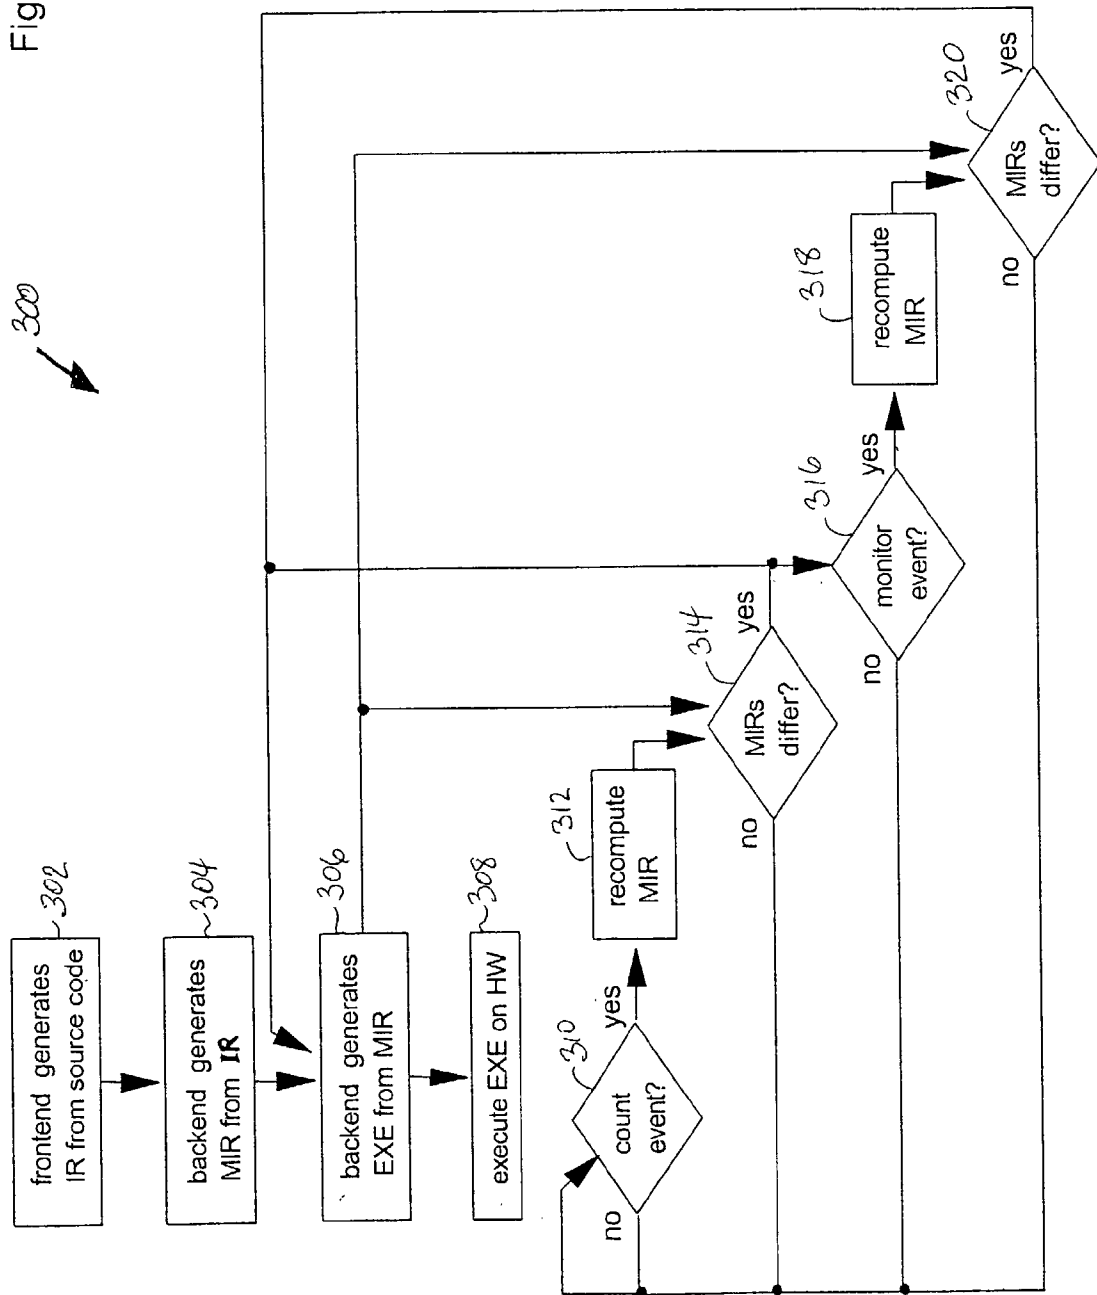 Fig
300
frontend generates
IR from source code
302
backend generates
MIR from IR
304
backend generates
EXE from MIR
306
execute EXE on HW
308
count
event?
310
yes
no
recompute
MIR
312
MIRs
differ?
314
yes
no
monitor
event?
316
yes
no
recompute
MIR
318
MIRs
differ?
320
yes
no